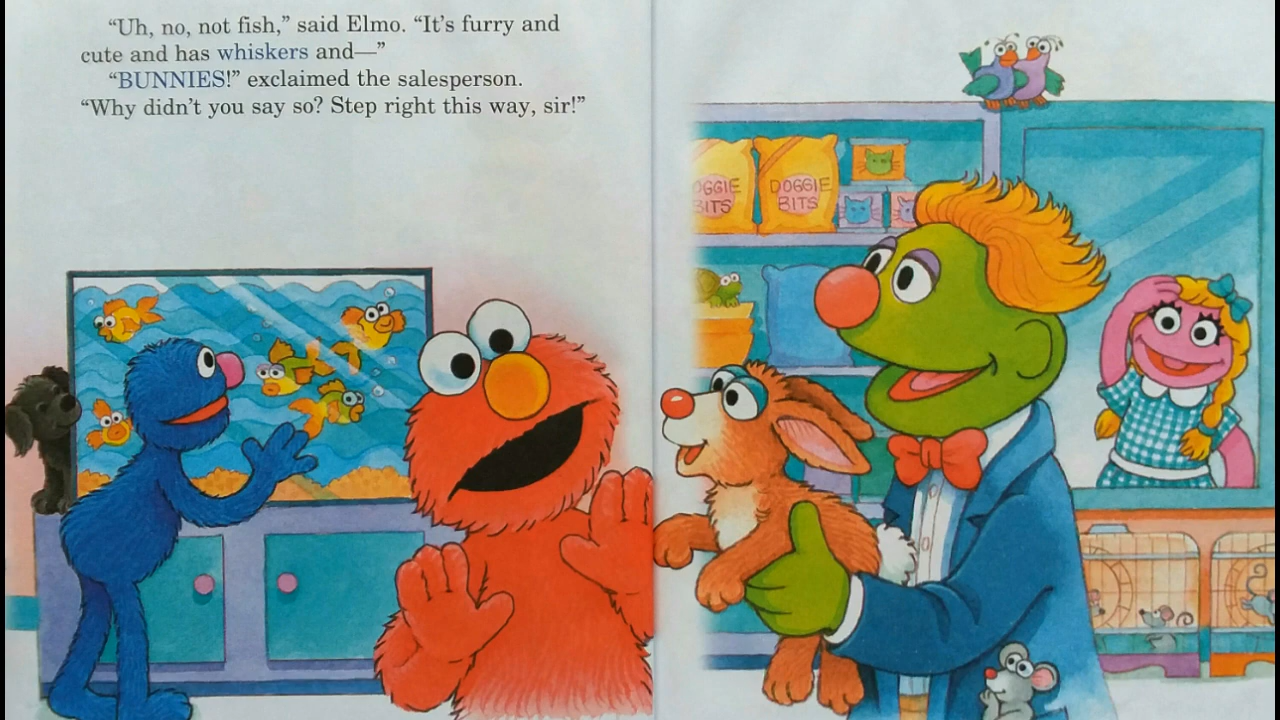 “Uh, no, not fish,” said Elmo. “It’s furry and
cute and has whiskers and—”
“BUNNIES!” exclaimed the salesperson.
“Why didn’t you say so? Step right this way, sir!”
OGGIE
BITS
DOGGIE
BITS